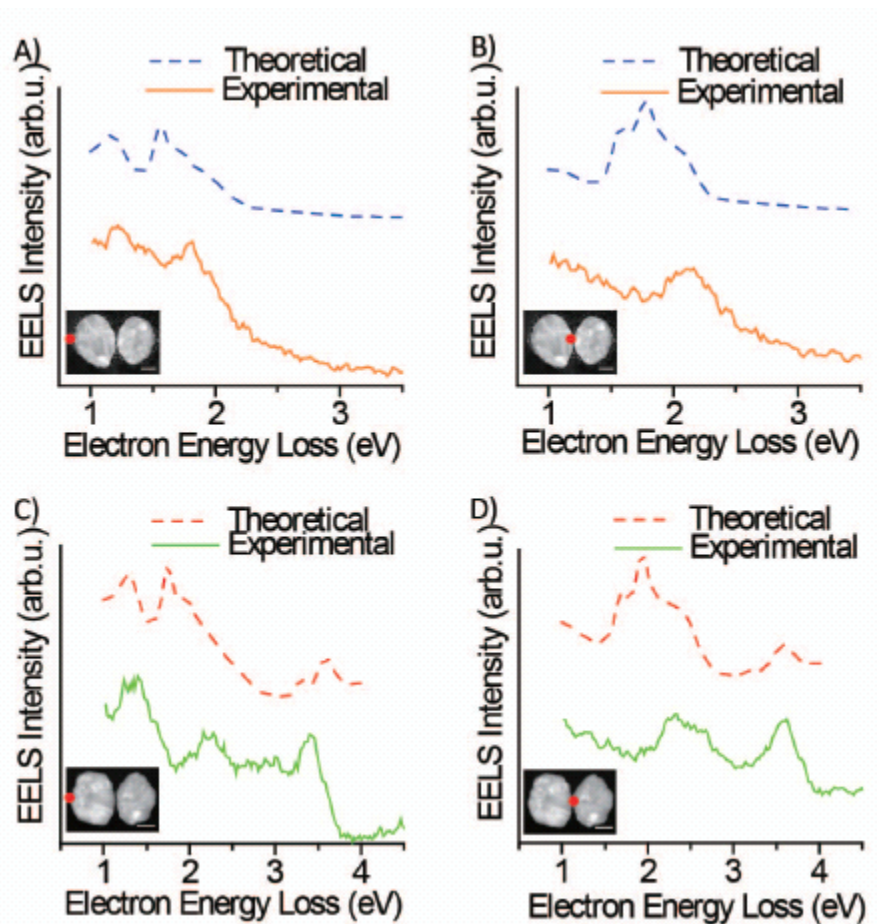 A)
Theoretical
Experimental
EELS Intensity (arb.u.)
1 2 3
Electron Energy Loss (eV)
B)
Theoretical
Experimental
EELS Intensity (arb.u.)
1 2 3
Electron Energy Loss (eV)
C)
Theoretical
Experimental
EELS Intensity (arb.u.)
1 2 3 4
Electron Energy Loss (eV)
D)
Theoretical
Experimental
EELS Intensity (arb.u.)
1 2 3 4
Electron Energy Loss (eV)